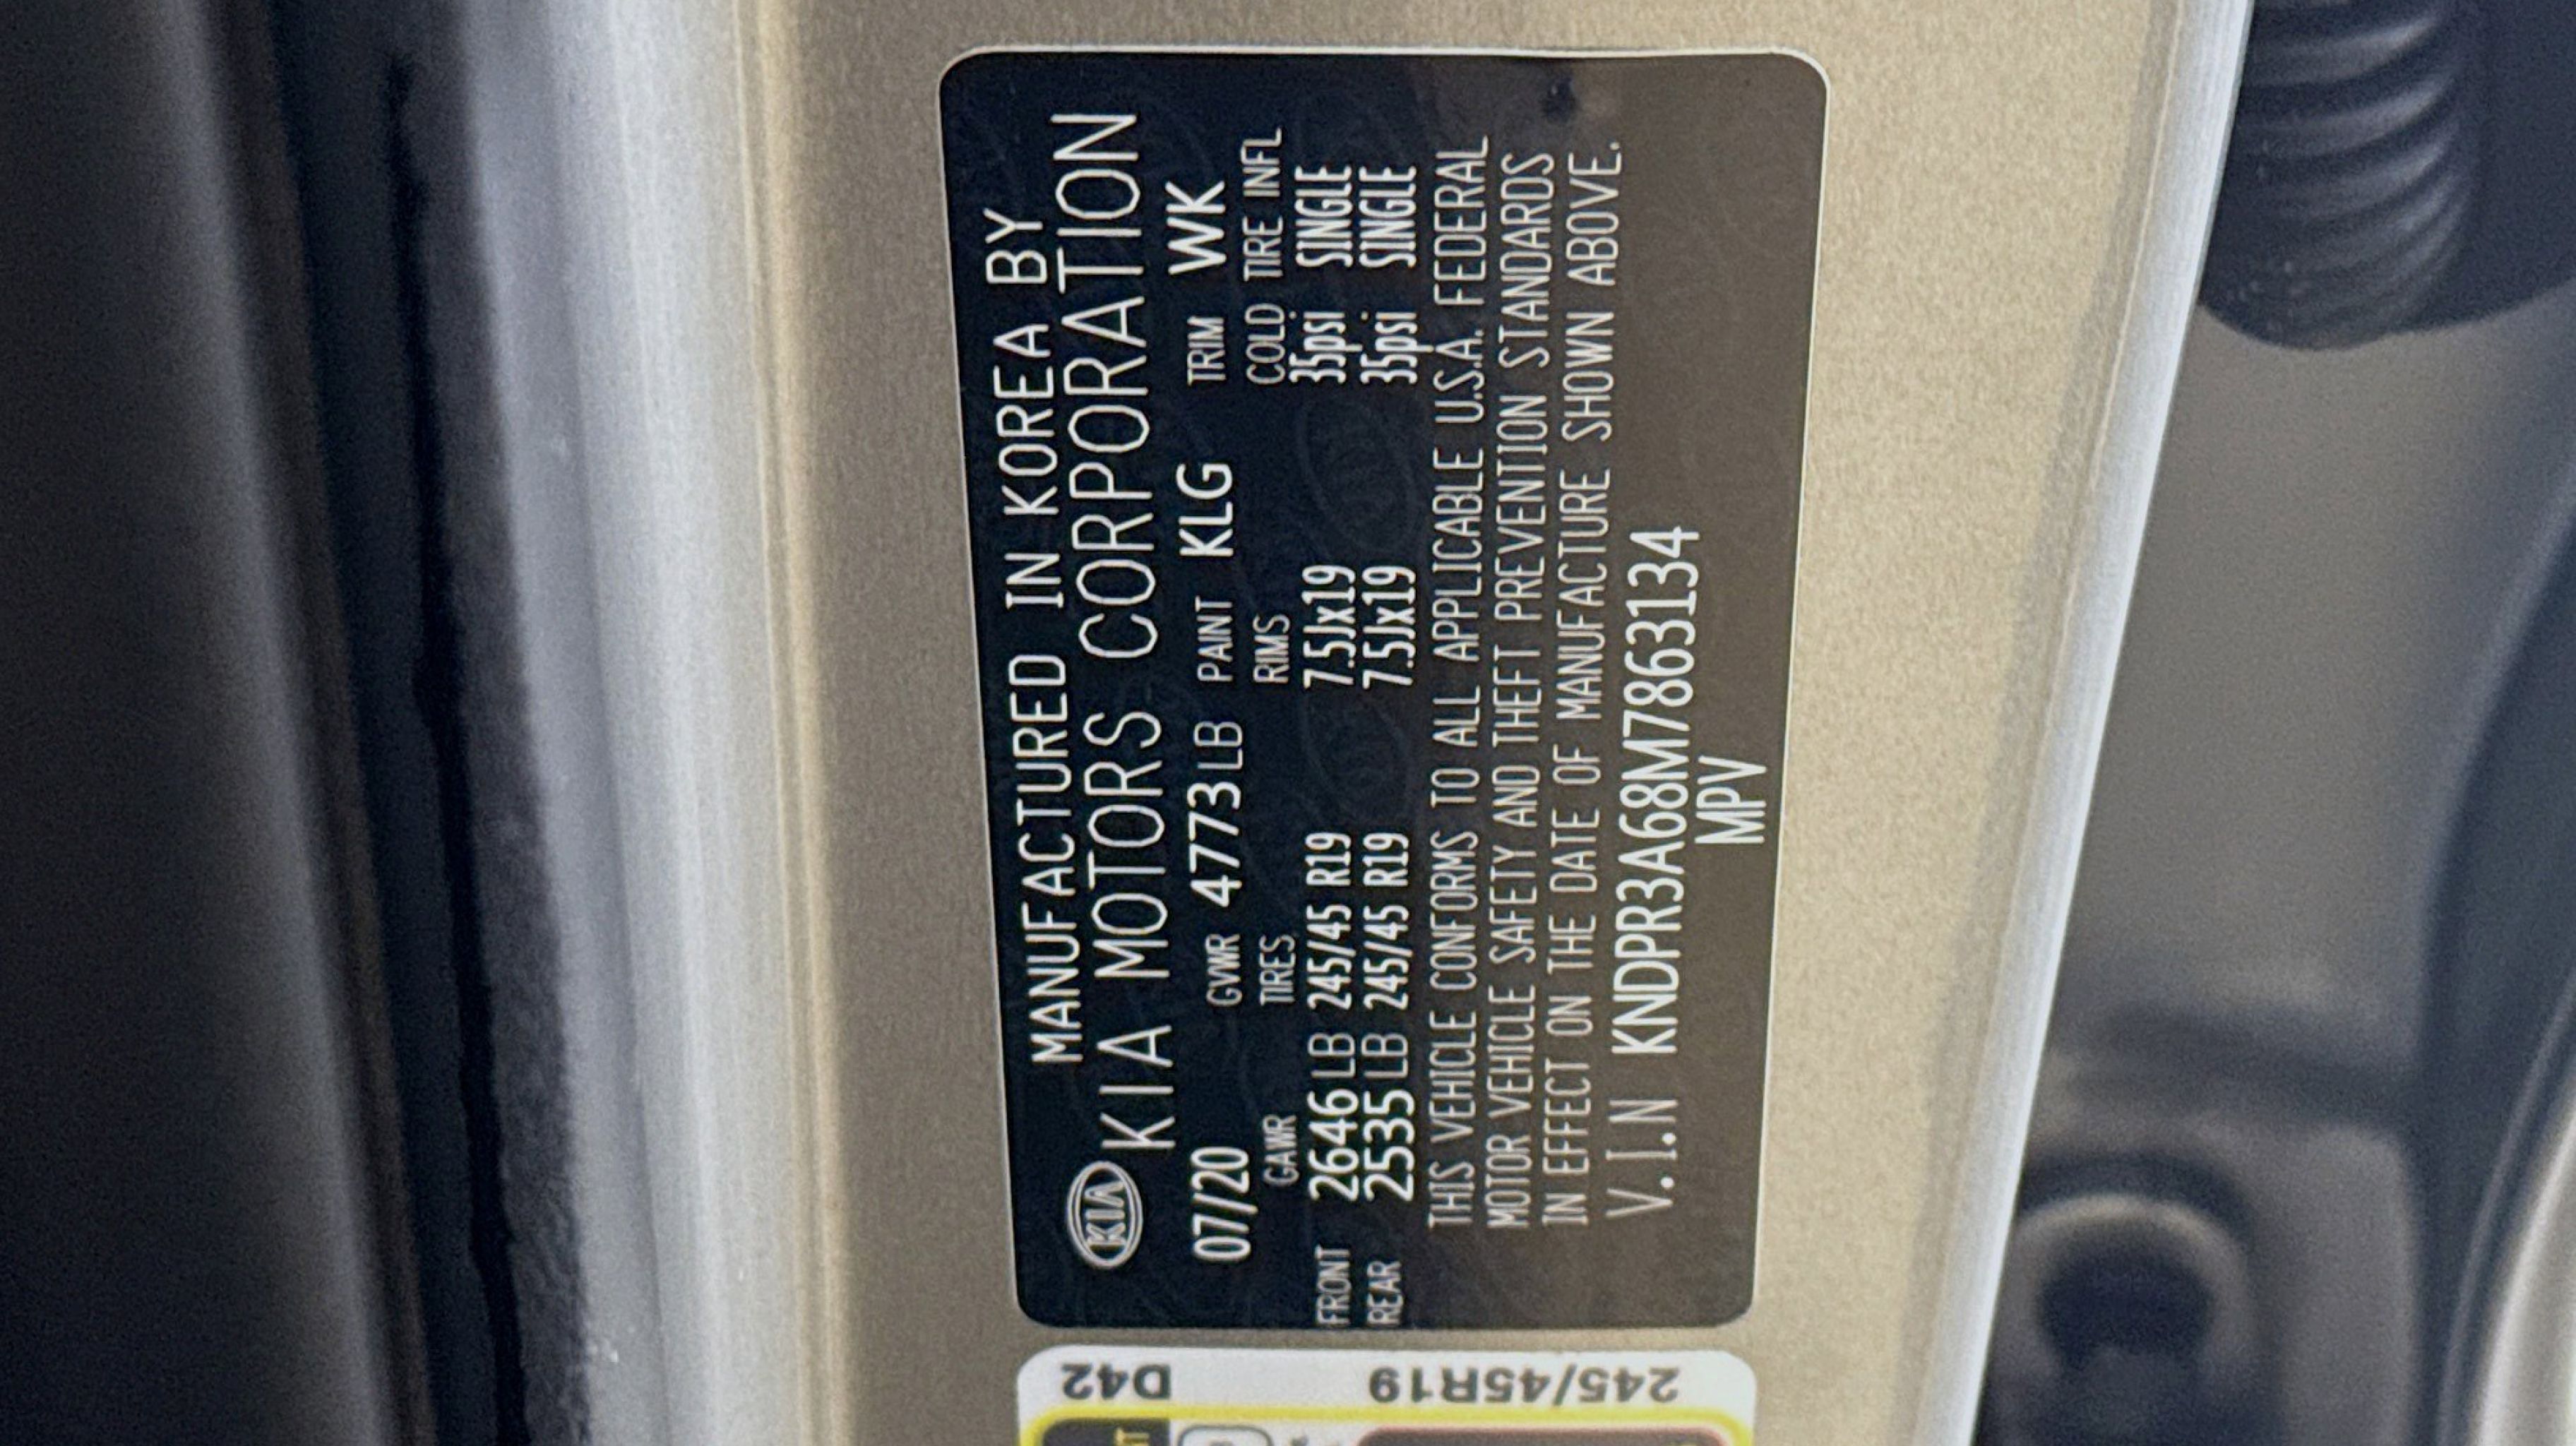 MANUFACTURED IN KOREA BY
KIA KIA MOTORS CORPORATION
07/20 GVWR 4773LB PAINT KLG TRIM WK
GAWR TIRES RIMS COLD TIRE INFL
FRONT 2646LB 245/45 R19 7.5Jx19 35psi SINGLE
REAR 2535LB 245/45 R19 7.5Jx19 35psi SINGLE
THIS VEHICLE CONFORMS TO ALL APPLICABLE U.S.A. FEDERAL
MOTOR VEHICLE SAFETY AND THEFT PREVENTION STANDARDS
IN EFFECT ON THE DATE OF MANUFACTURE SHOWN ABOVE.
V.I.N KNDPR3A68M7863134
MPV
D42
245/45R19